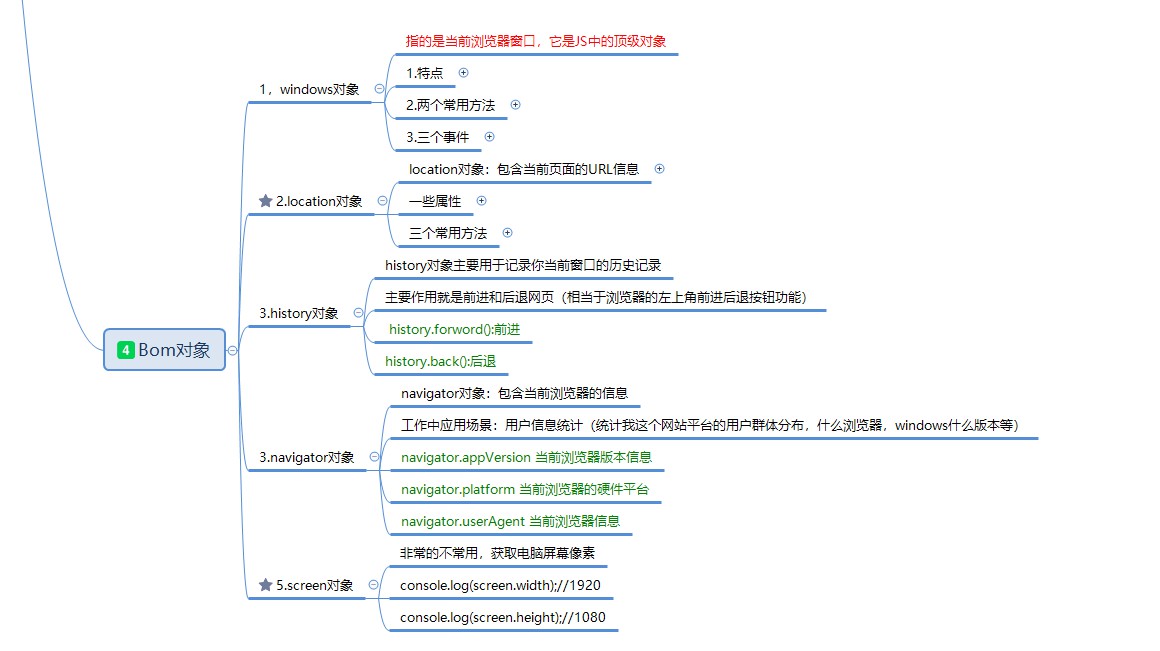 4 Bom对象
1，windows对象
指的是当前浏览器窗口，它是JS中的顶级对象
1.特点
2.两个常用方法
3.三个事件
2.location对象
location对象：包含当前页面的URL信息
一些属性
三个常用方法
3.history对象
history对象主要用于记录你当前窗口的历史记录
主要作用就是前进和后退网页（相当于浏览器的左上角前进后退按钮功能）
history.forword():前进
history.back():后退
3.navigator对象
navigator对象：包含当前浏览器的信息
工作中应用场景：用户信息统计（统计我这个网站平台的用户群体分布，什么浏览器，windows什么版本等）
navigator.appVersion 当前浏览器版本信息
navigator.platform 当前浏览器的硬件平台
navigator.userAgent 当前浏览器信息
5.screen对象
非常的不常用，获取电脑屏幕像素
console.log(screen.width);//1920
console.log(screen.height);//1080